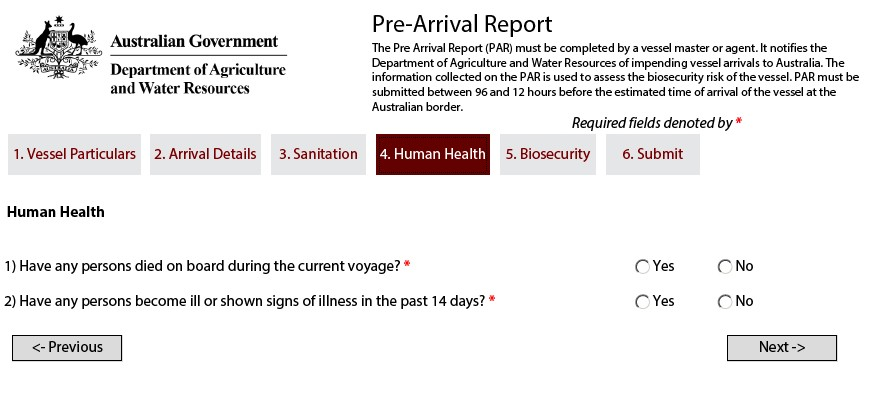 Australian Government
Department of Agriculture
and Water Resources
Pre-Arrival Report
The Pre Arrival Report (PAR) must be completed by a vessel master or agent. It notifies the
Department of Agriculture and Water Resources of impending vessel arrivals to Australia. The
information collected on the PAR is used to assess the biosecurity risk of the vessel. PAR must be
submitted between 96 and 12 hours before the estimated time of arrival of the vessel at the
Australian border.
Required fields denoted by *
1. Vessel Particulars 2. Arrival Details 3. Sanitation 4. Human Health 5. Biosecurity 6. Submit
Human Health
1) Have any persons died on board during the current voyage? * Yes No
2) Have any persons become ill or shown signs of illness in the past 14 days? * Yes No
<- Previous Next ->